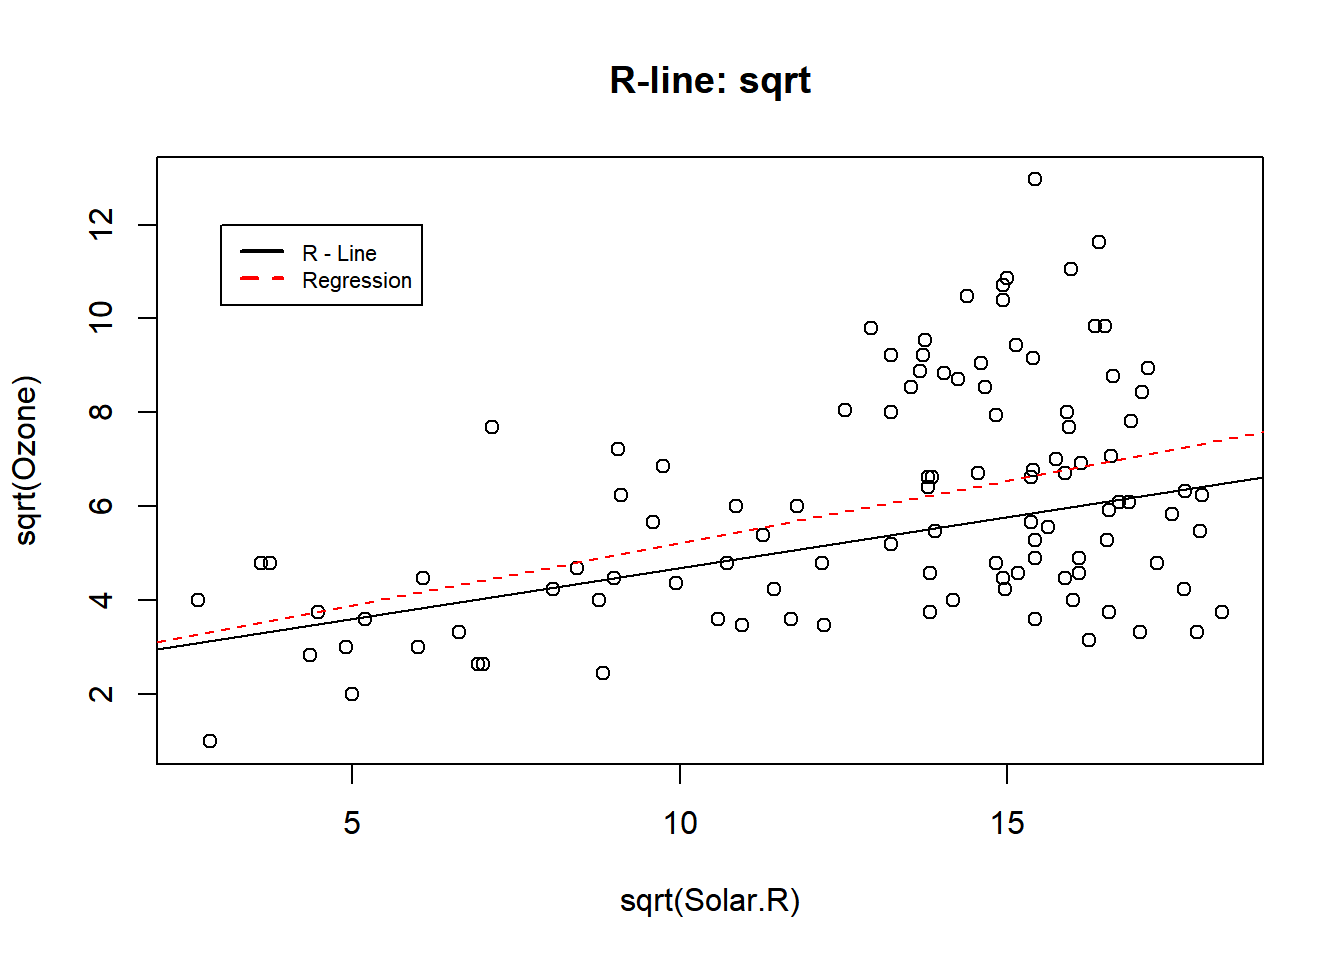 R-line: sqrt
R - Line
Regression
sqrt(Ozone)
12
10
8
6
4
2
5 10 15
sqrt(Solar.R)